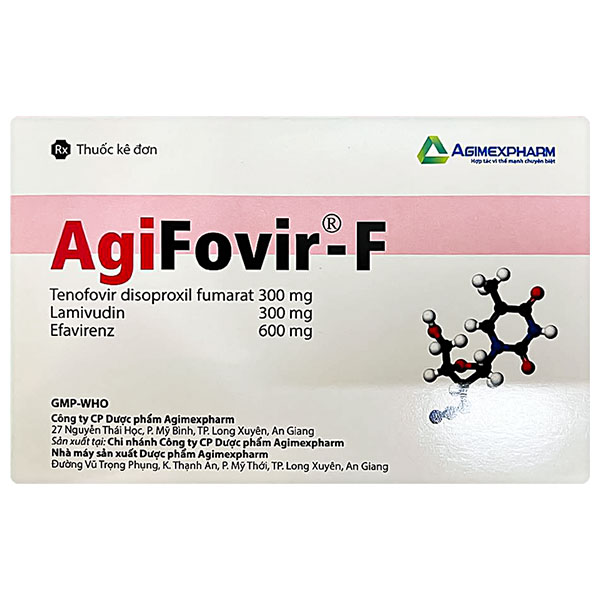 Rx Thuốc kê đơn
AGIMEXPHARM
Hợp tác vì thế mạnh chuyên biệt
AgiFovir®-F
Tenofovir disoproxil fumarat 300 mg
Lamivudin 300 mg
Efavirenz 600 mg
GMP-WHO
Công ty CP Dược phẩm Agimexpharm
27 Nguyễn Thái Học, P. Mỹ Bình, TP. Long Xuyên, An Giang
Sản xuất tại: Chi nhánh Công ty CP Dược phẩm Agimexpharm
Nhà máy sản xuất Dược phẩm Agimexpharm
Đường Vũ Trọng Phụng, K. Thạnh An, P. Mỹ Thới, TP. Long Xuyên, An Giang